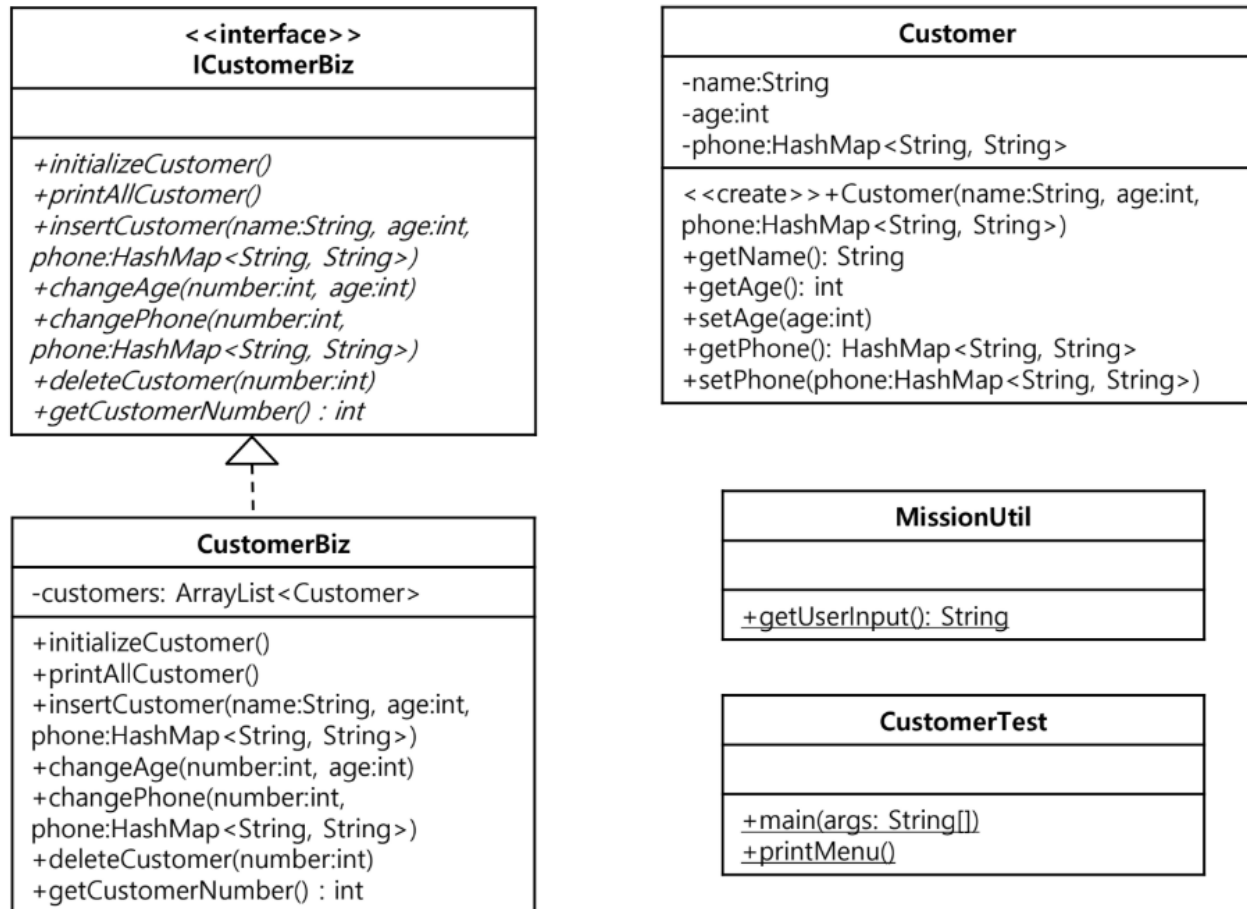 <<interface>>
ICustomerBiz
+initializeCustomer()
+printAllCustomer()
+insertCustomer(name:String, age:int,
phone:HashMap<String, String>)
+changeAge(number:int, age:int)
+changePhone(number:int,
phone:HashMap<String, String>)
+deleteCustomer(number:int)
+getCustomerNumber() : int
CustomerBiz
-customers: ArrayList<Customer>
+initializeCustomer()
+printAllCustomer()
+insertCustomer(name:String, age:int,
phone:HashMap<String, String>)
+changeAge(number:int, age:int)
+changePhone(number:int,
phone:HashMap<String, String>)
+deleteCustomer(number:int)
+getCustomerNumber() : int
Customer
-name:String
-age:int
-phone:HashMap<String, String>
<<create>>+Customer(name:String, age:int,
phone:HashMap<String, String>)
+getName(): String
+getAge(): int
+setAge(age:int)
+getPhone(): HashMap<String, String>
+setPhone(phone:HashMap<String, String>)
MissionUtil
+getUserInput(): String
CustomerTest
+main(args: String[])
+printMenu()